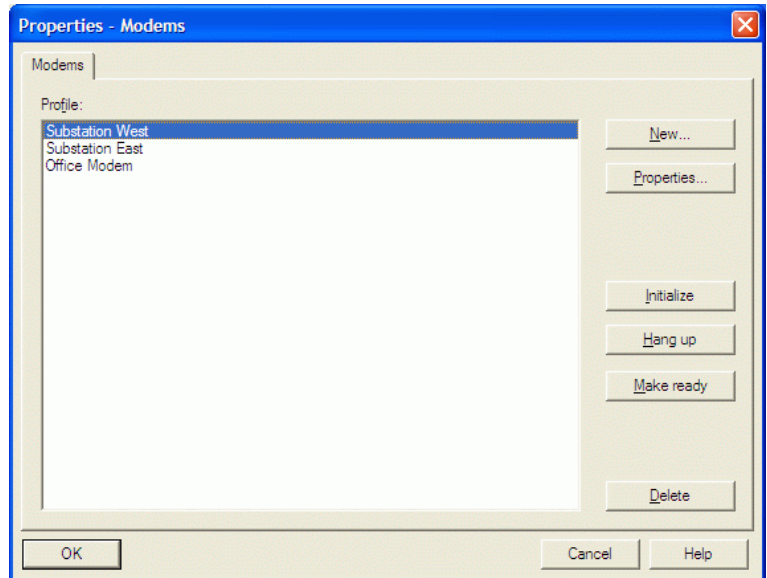 Properties - Modems
Modems
Profile:
Substation West
Substation East
Office Modem
New...
Properties...
Initialize
Hang up
Make ready
Delete
OK
Cancel
Help